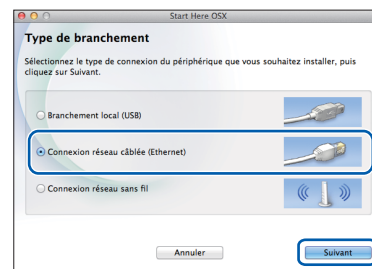 Start Here OSX
Type de branchement
Sélectionnez le type de connexion du périphérique que vous souhaitez installer, puis
cliquez sur Suivant.
Branchement local (USB)
Connexion réseau câblée (Ethernet)
Connexion réseau sans fil
Annuler
Suivant